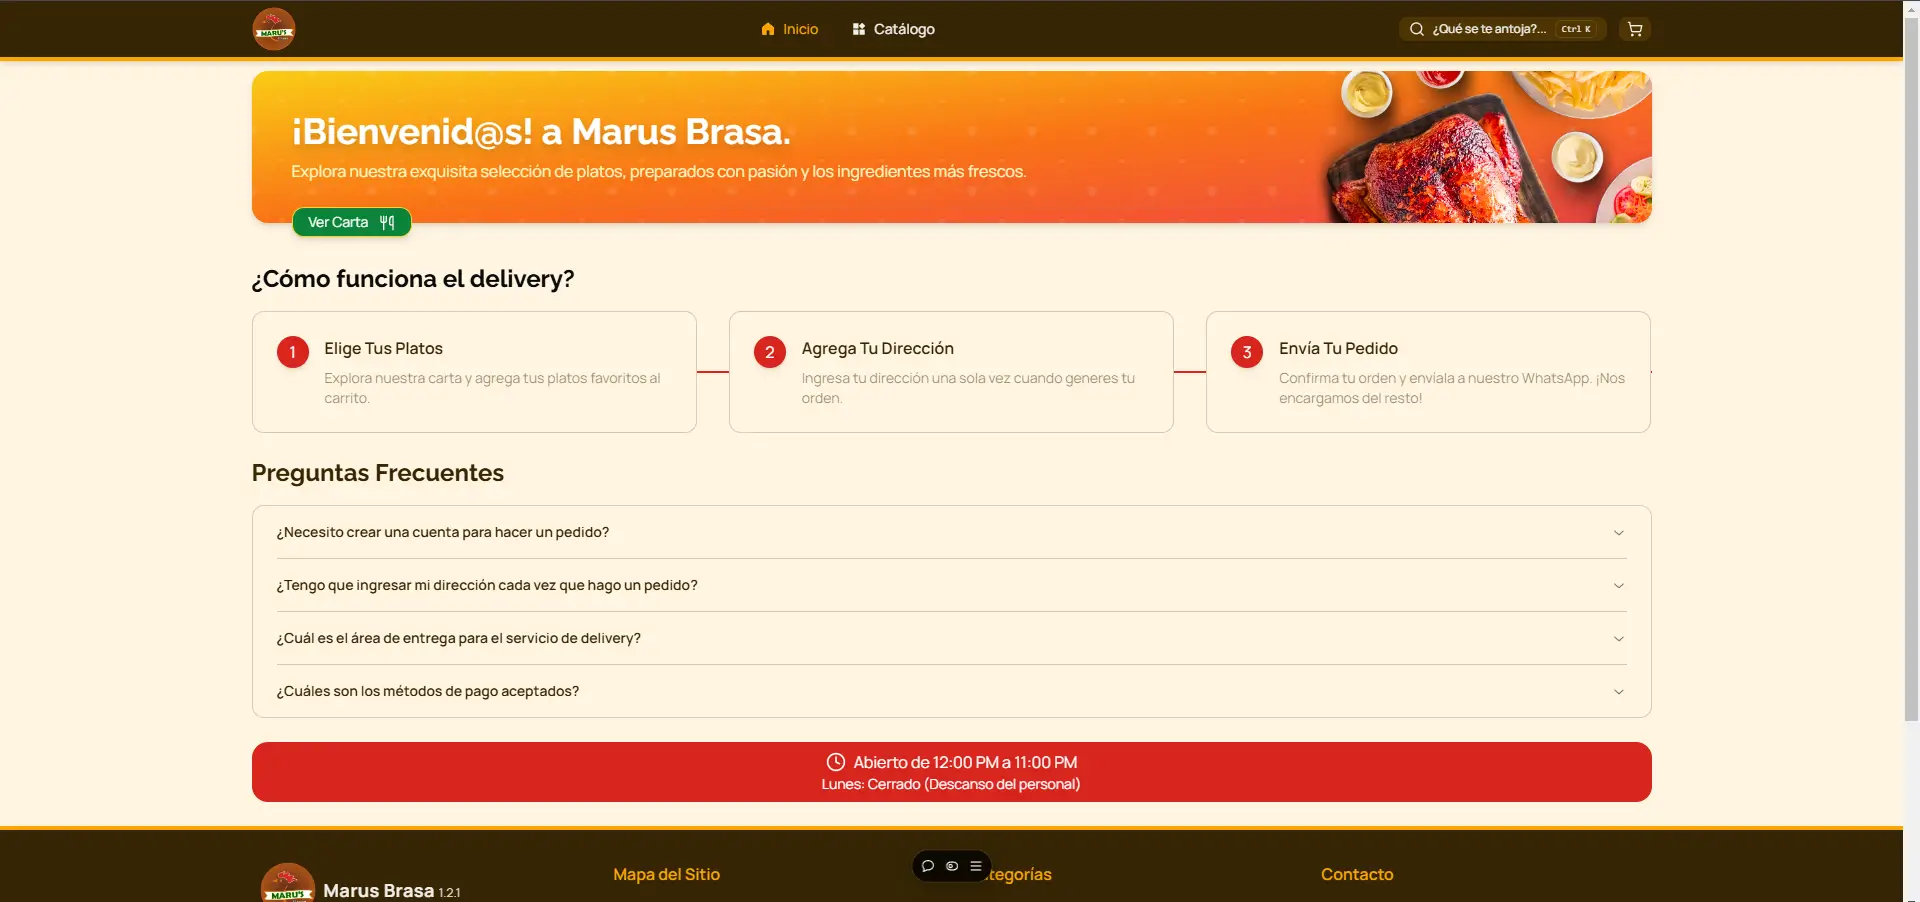 MARU'S
Inicio
Catálogo
¿Qué se te antoja?...
Ctrl K
¡Bienvenid@s! a Marus Brasa.
Explora nuestra exquisita selección de platos, preparados con pasión y los ingredientes más frescos.
Ver Carta
¿Cómo funciona el delivery?
1
Elige Tus Platos
Explora nuestra carta y agrega tus platos favoritos al
carrito.
2
Agrega Tu Dirección
Ingresa tu dirección una sola vez cuando generes tu
orden.
3
Envía Tu Pedido
Confirma tu orden y envíala a nuestro WhatsApp. ¡Nos
encargamos del resto!
Preguntas Frecuentes
¿Necesito crear una cuenta para hacer un pedido?
¿Tengo que ingresar mi dirección cada vez que hago un pedido?
¿Cuál es el área de entrega para el servicio de delivery?
¿Cuáles son los métodos de pago aceptados?
Abierto de 12:00 PM a 11:00 PM
Lunes: Cerrado (Descanso del personal)
MARU'S
Marus Brasa 1.2.1
Mapa del Sitio
tegorías
Contacto